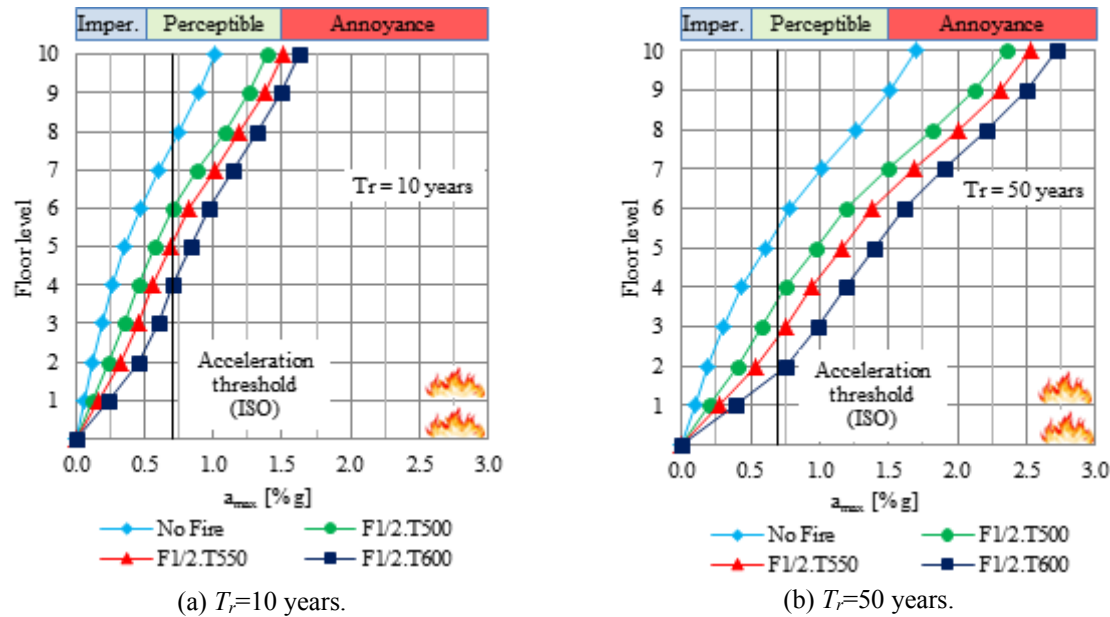 Imper. Perceptible Annoyance
10
9
8
7
6
5
4
3
2
1
Floor level
Tr = 10 years
Acceleration
threshold
(ISO)
0.0 0.5 1.0 1.5 2.0 2.5 3.0
amax [% g]
No Fire F1/2.T500
F1/2.T550 F1/2.T600
(a) Tr=10 years.
Imper. Perceptible Annoyance
10
9
8
7
6
5
4
3
2
1
Floor level
Tr = 50 years
Acceleration
threshold
(ISO)
0.0 0.5 1.0 1.5 2.0 2.5 3.0
amax [% g]
No Fire F1/2.T500
F1/2.T550 F1/2.T600
(b) Tr=50 years.